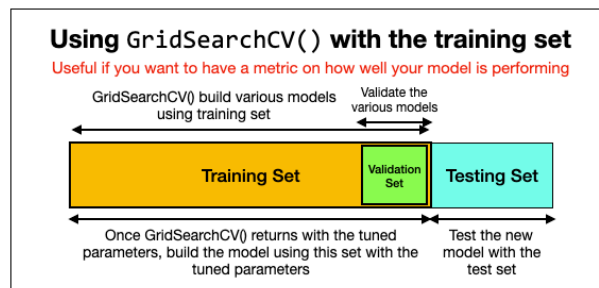 Using GridSearchCV() with the training set
Useful if you want to have a metric on how well your model is performing
GridSearchCV() build various models
using training set
Validate the
various models
Training Set
Validation
Set
Testing Set
Once GridSearchCV() returns with the tuned
parameters, build the model using this set with the
tuned parameters
Test the new
model with the
test set